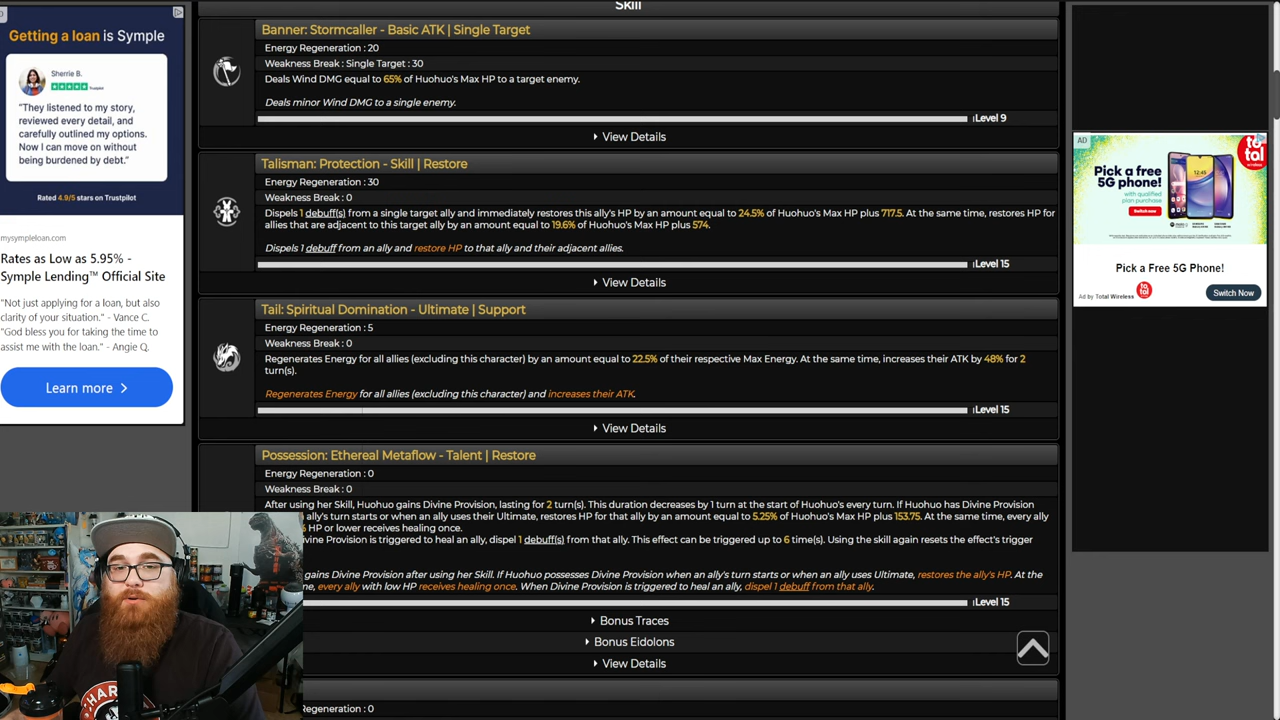 Skill
Banner: Stormcaller - Basic ATK | Single Target
Energy Regeneration : 20
Weakness Break : Single Target : 30
Deals Wind DMG equal to 65% of Huohuo's Max HP to a target enemy.
Deals minor Wind DMG to a single enemy.
Level 9
View Details
Talisman: Protection - Skill | Restore
Energy Regeneration : 30
Weakness Break : 0
Dispels 1 debuff(s) from a single target ally and immediately restores this ally's HP by an amount equal to 24.5% of Huohuo's Max HP plus 717.5. At the same time, restores HP for
allies that are adjacent to this target ally by an amount equal to 19.6% of Huohuo's Max HP plus 574.
Dispels 1 debuff from an ally and restore HP to that ally and their adjacent allies.
Level 15
View Details
Tail: Spiritual Domination - Ultimate | Support
Energy Regeneration : 5
Weakness Break : 0
Regenerates Energy for all allies (excluding this character) by an amount equal to 22.5% of their respective Max Energy. At the same time, increases their ATK by 48% for 2
turn(s).
Regenerates Energy for all allies (excluding this character) and increases their ATK.
Level 15
View Details
Possession: Ethereal Metaflow - Talent | Restore
Energy Regeneration : 0
Weakness Break : 0
After using her Skill, Huohuo gains Divine Provision, lasting for 2 turn(s). This duration decreases by 1 turn at the start of Huohuo's every turn. If Huohuo has Divine Provision
ally's turn starts or when an ally uses their Ultimate, restores HP for that ally by an amount equal to 5.25% of Huohuo's Max HP plus 153.75. At the same time, every ally
HP or lower receives healing once.
Divine Provision is triggered to heal an ally, dispel 1 debuff(s) from that ally. This effect can be triggered up to 6 time(s). Using the skill again resets the effect's trigger
gains Divine Provision after using her Skill. If Huohuo possesses Divine Provision when an ally's turn starts or when an ally uses Ultimate, restores the ally's HP. At the
every ally with low HP receives healing once. When Divine Provision is triggered to heal an ally, dispel 1 debuff from that ally.
Level 15
Bonus Traces
Bonus Eidolons
View Details
: 0
Getting a loan is Symple
Sherrie B.
"They listened to my story,
reviewed every detail, and
carefully outlined my options.
Now I can move on without
being burdened by debt."
Rated 4.9/5 stars on Trustpilot
mysympleloan.com
Rates as Low as 5.95% -
Symple Lending™ Official Site
"Not just applying for a loan, but also
clarity of your situation." - Vance C.
"God bless you for taking the time to
assist me with the loan." - Angie Q.
Learn more
AD
Pick a free
5G phone!
Switch now
total
wireless
Pick a Free 5G Phone!
Ad by Total Wireless
Switch Now